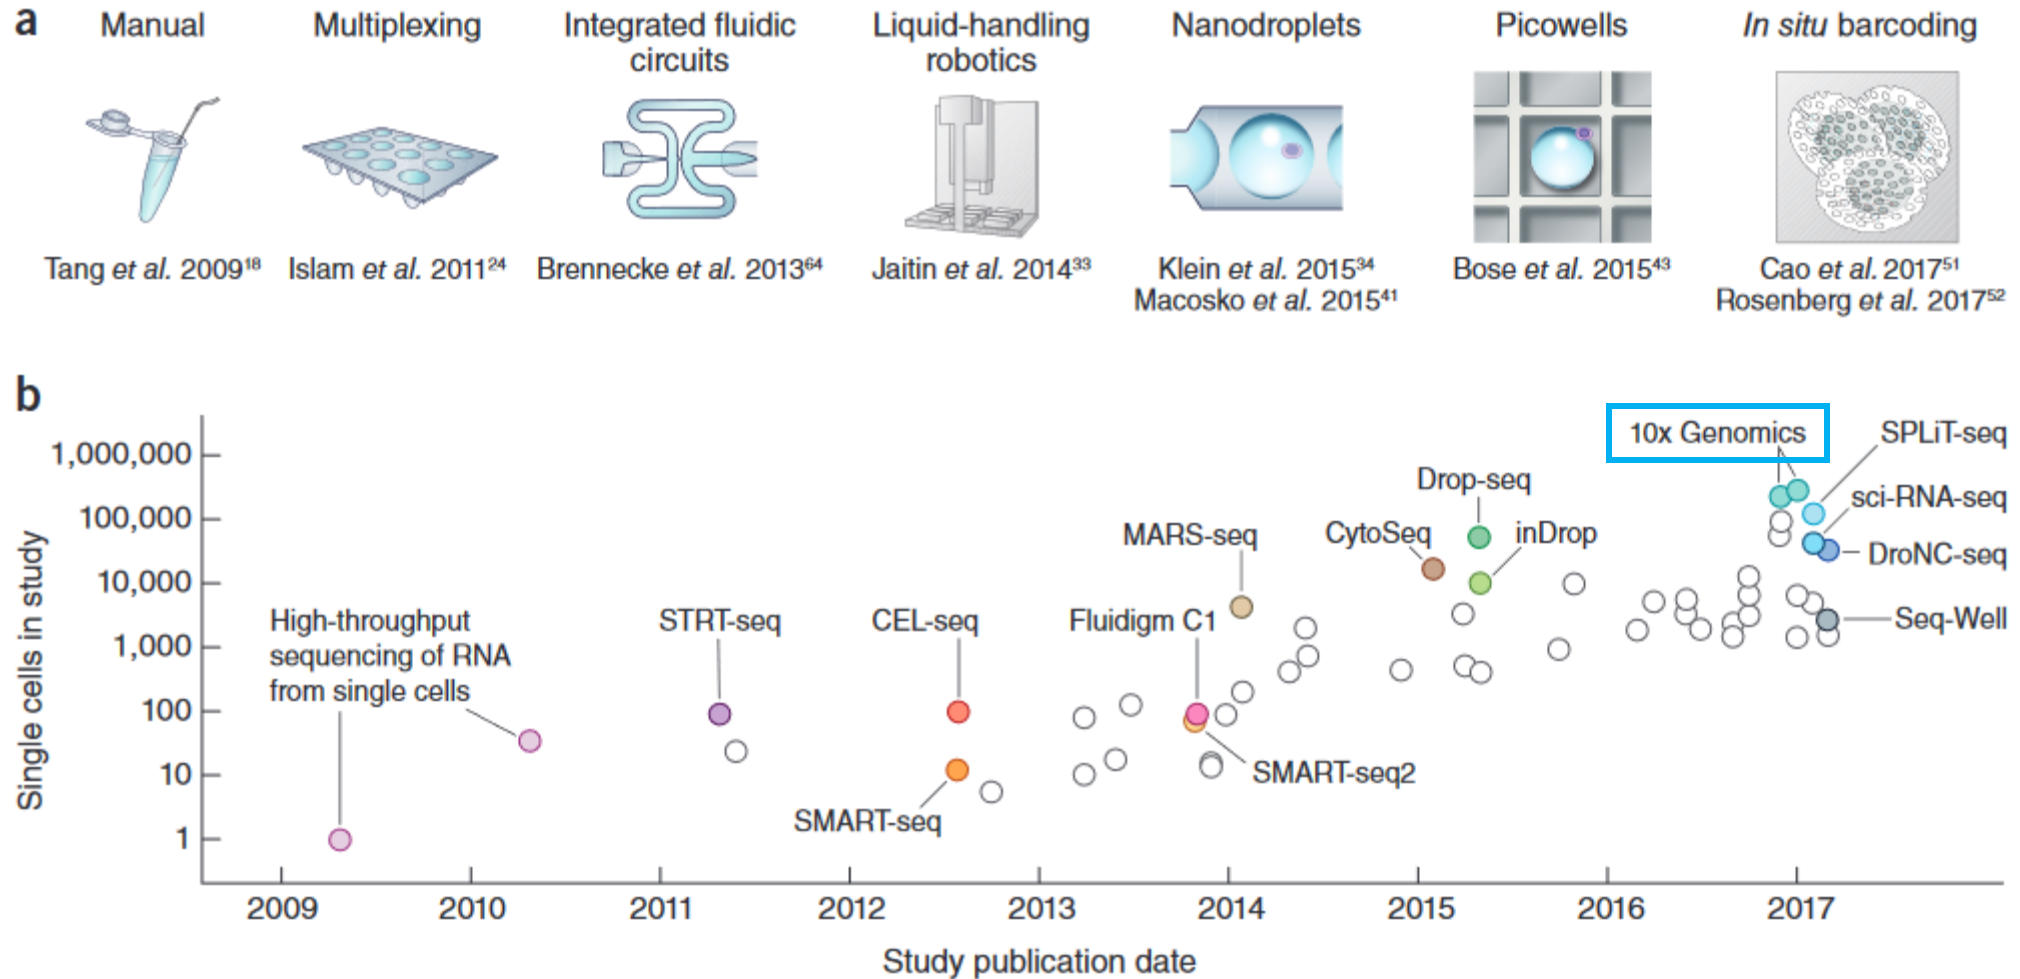 a
Manual
Multiplexing
Integrated fluidic
circuits
Liquid-handling
robotics
Nanodroplets
Picowells
In situ barcoding
Tang et al. 2009¹⁸
Islam et al. 2011²⁴
Brennecke et al. 2013⁶⁴
Jaitin et al. 2014³³
Klein et al. 2015³⁴
Macosko et al. 2015⁴¹
Bose et al. 2015⁴³
Cao et al. 2017⁵¹
Rosenberg et al. 2017⁵²
b
Single cells in study
1,000,000
100,000
10,000
1,000
100
10
1
High-throughput
sequencing of RNA
from single cells
STRT-seq
CEL-seq
SMART-seq
Fluidigm C1
SMART-seq2
MARS-seq
CytoSeq
Drop-seq
inDrop
10x Genomics
SPLiT-seq
sci-RNA-seq
DroNC-seq
Seq-Well
2009
2010
2011
2012
2013
2014
2015
2016
2017
Study publication date